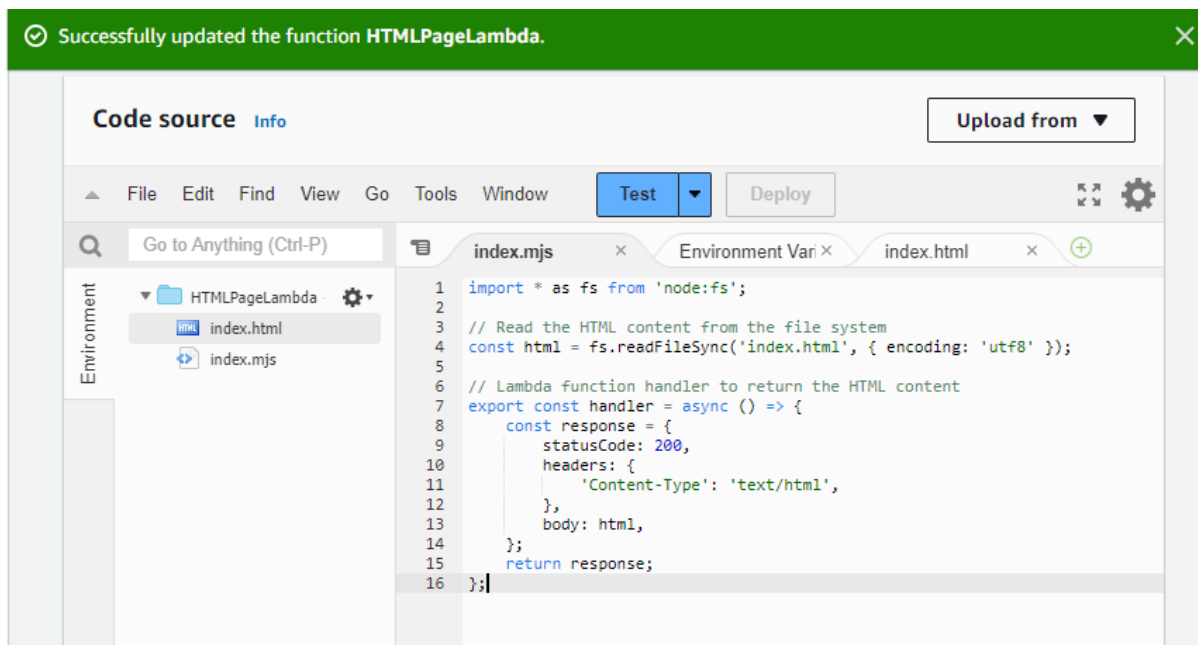 Successfully updated the function HTMLPageLambda.
Code source Info
Upload from
File Edit Find View Go Tools Window Test Deploy
Go to Anything (Ctrl-P)
index.mjs Environment Vari index.html
Environment
HTMLPageLambda
index.html
index.mjs
1 import * as fs from 'node:fs';
2
3 // Read the HTML content from the file system
4 const html = fs.readFileSync('index.html', { encoding: 'utf8' });
5
6 // Lambda function handler to return the HTML content
7 export const handler = async () => {
8     const response = {
9         statusCode: 200,
10         headers: {
11             'Content-Type': 'text/html',
12         },
13         body: html,
14     };
15     return response;
16 };